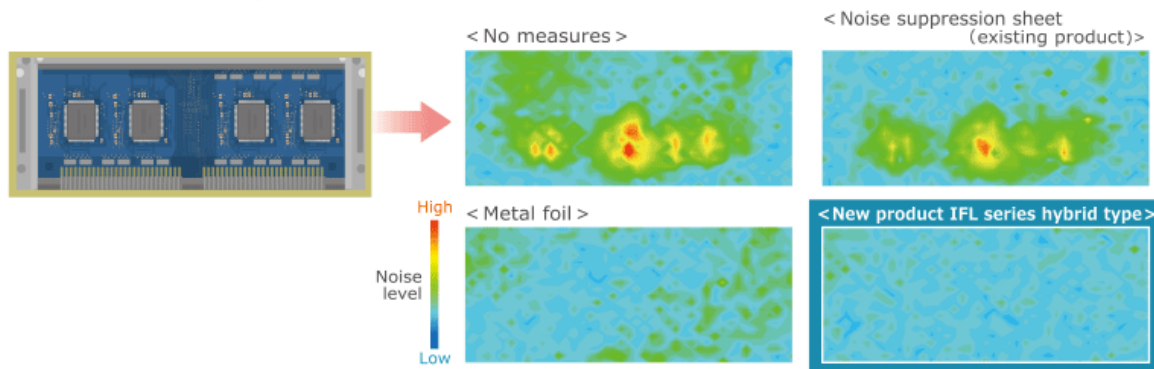 < No measures >
< Noise suppression sheet
(existing product)>
High
Noise
level
Low
< Metal foil >
< New product IFL series hybrid type>